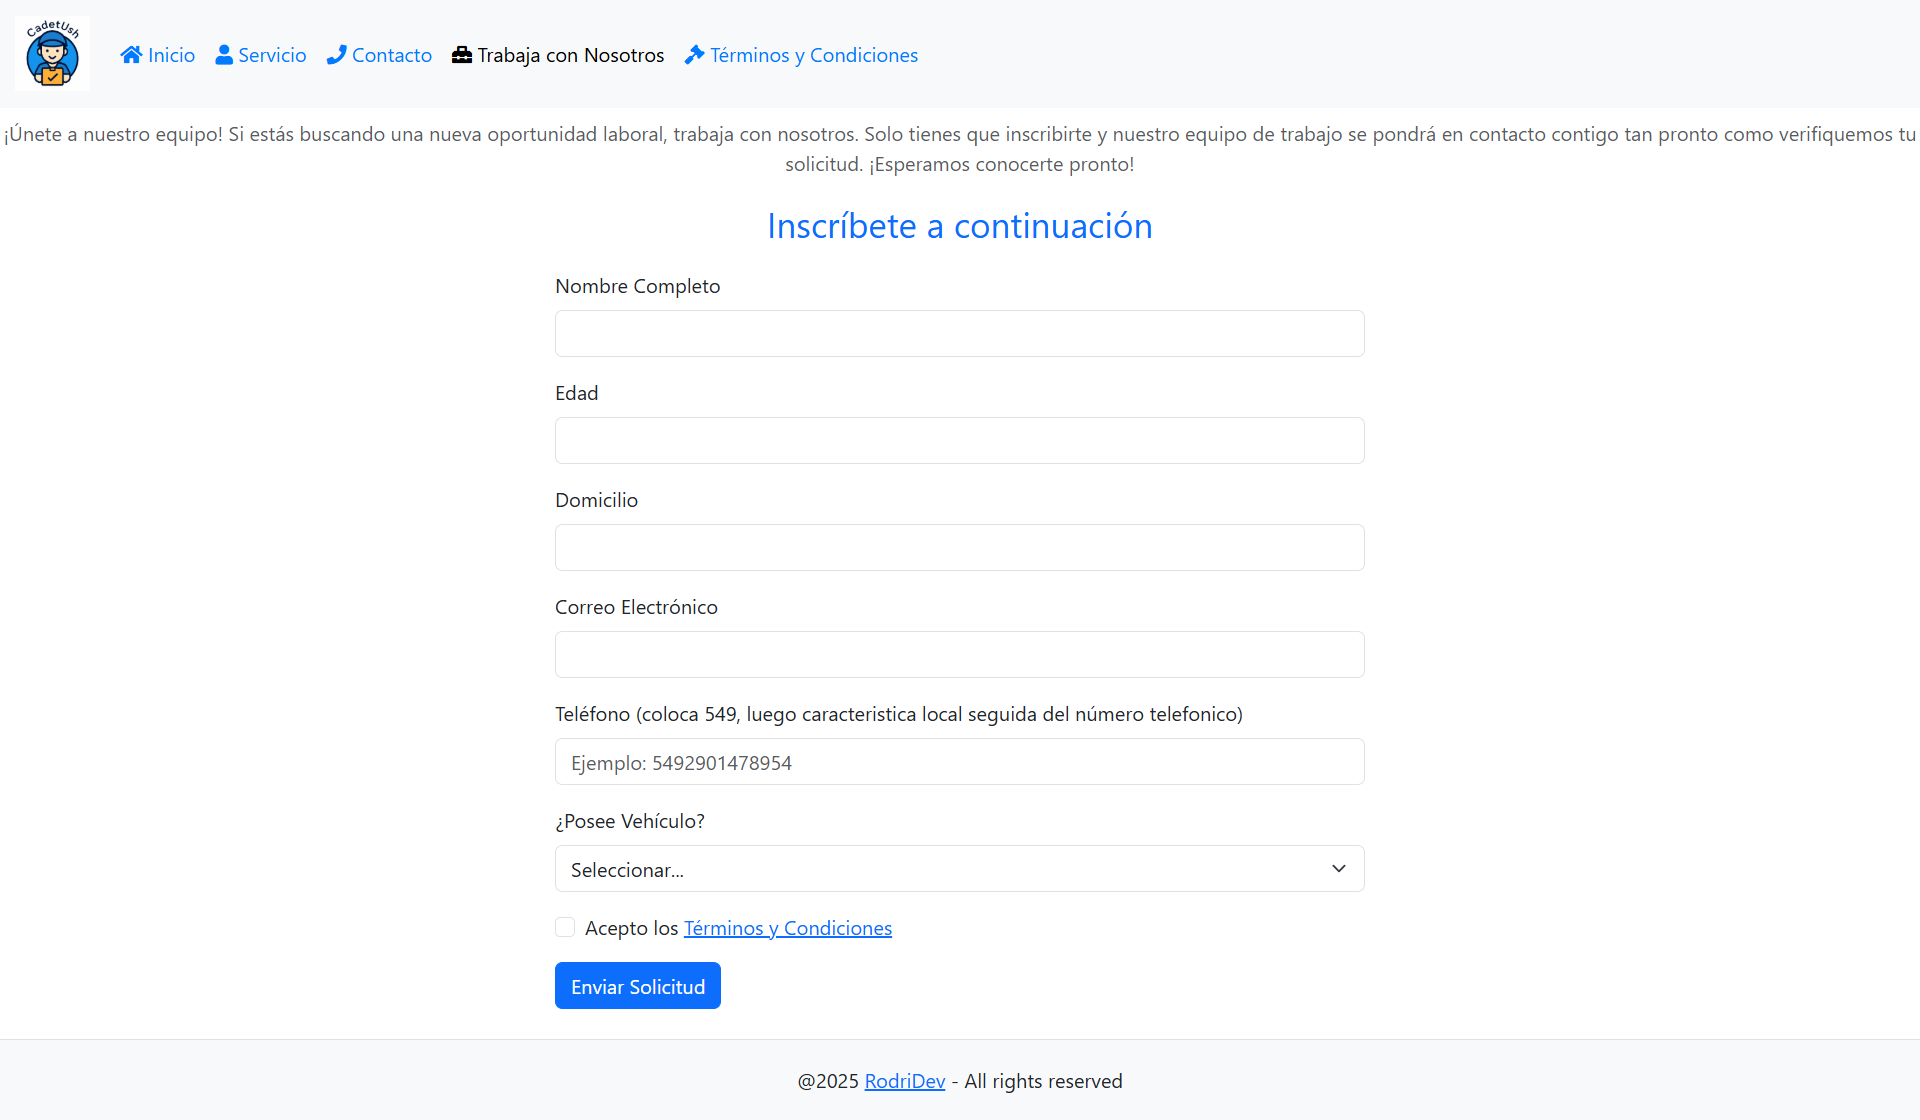 CadetUsh
Inicio Servicio Contacto Trabaja con Nosotros Términos y Condiciones
¡Únete a nuestro equipo! Si estás buscando una nueva oportunidad laboral, trabaja con nosotros. Solo tienes que inscribirte y nuestro equipo de trabajo se pondrá en contacto contigo tan pronto como verifiquemos tu
solicitud. ¡Esperamos conocerte pronto!
Inscríbete a continuación
Nombre Completo
Edad
Domicilio
Correo Electrónico
Teléfono (coloca 549, luego caracteristica local seguida del número telefonico)
Ejemplo: 5492901478954
¿Posee Vehículo?
Seleccionar...
Acepto los Términos y Condiciones
Enviar Solicitud
@2025 RodriDev - All rights reserved